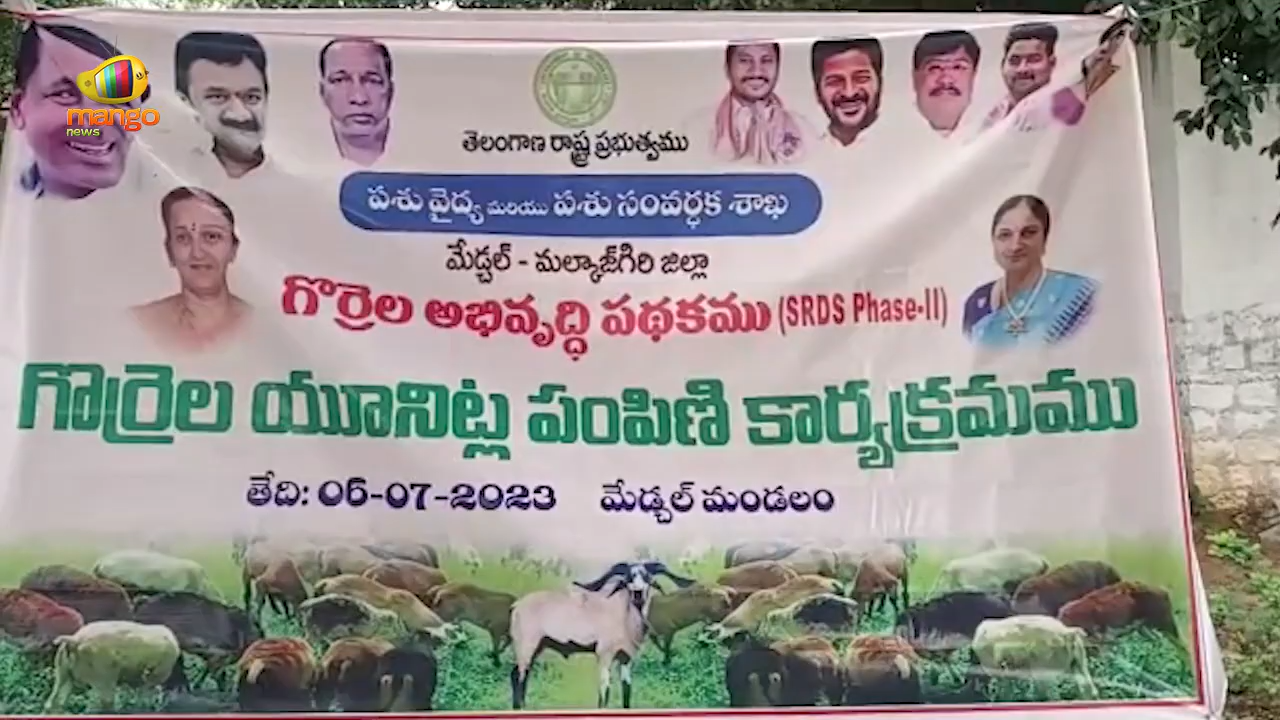 mango
news
తెలంగాణ రాష్ట్ర ప్రభుత్వము
పశు వైద్య మరియు పశు సంవర్ధక శాఖ
మేడ్చల్ - మల్కాజ్‌గిరి జిల్లా
గొర్రెల అభివృద్ధి పథకము (SRDS Phase-II)
గొర్రెల యూనిట్ల పంపిణి కార్యక్రమము
తేది: 06-07-2023 మేడ్చల్ మండలం